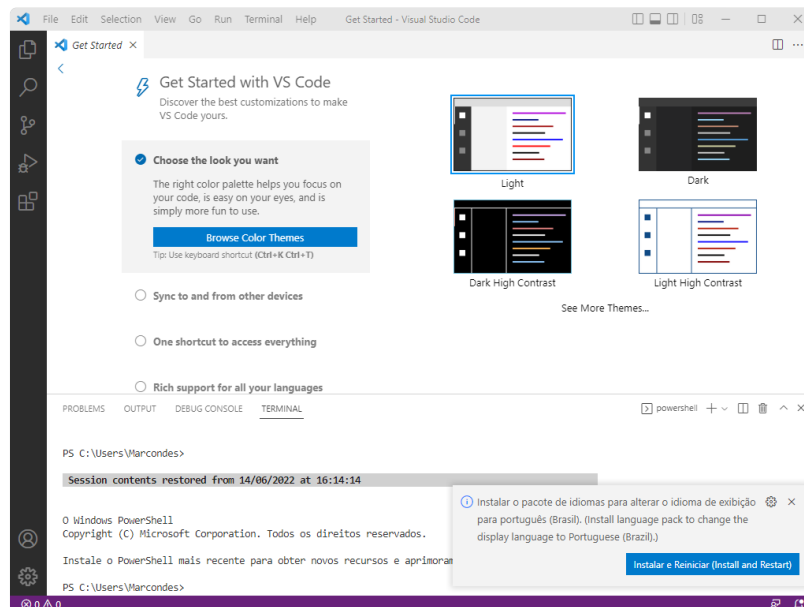 File Edit Selection View Go Run Terminal Help Get Started - Visual Studio Code
Get Started
Get Started with VS Code
Discover the best customizations to make
VS Code yours.
Choose the look you want
The right color palette helps you focus on
your code, is easy on your eyes, and is
simply more fun to use.
Browse Color Themes
Tip: Use keyboard shortcut (Ctrl+K Ctrl+T)
Sync to and from other devices
One shortcut to access everything
Rich support for all your languages
Light
Dark
Dark High Contrast
Light High Contrast
See More Themes...
PROBLEMS OUTPUT DEBUG CONSOLE TERMINAL
powershell
PS C:\Users\Marcondes>
Session contents restored from 14/06/2022 at 16:14:14
O Windows PowerShell
Copyright (C) Microsoft Corporation. Todos os direitos reservados.
Instale o PowerShell mais recente para obter novos recursos e aprimoram
PS C:\Users\Marcondes>
Instalar o pacote de idiomas para alterar o idioma de exibição
para português (Brasil). (Install language pack to change the
display language to Portuguese (Brazil).)
Instalar e Reiniciar (Install and Restart)
0 0